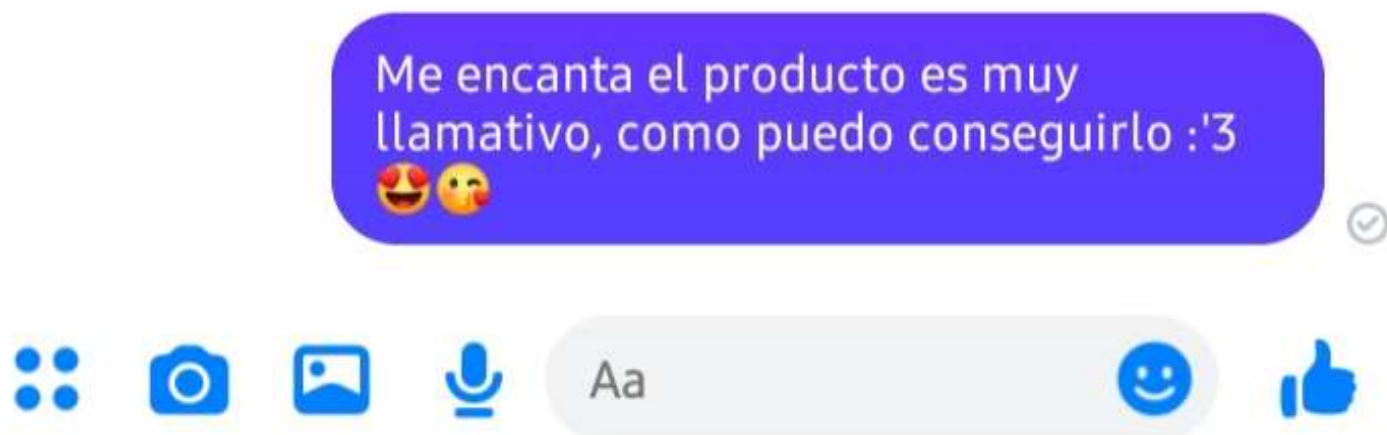 Me encanta el producto es muy
llamativo, como puedo conseguirlo :'3
😍😘
Aa